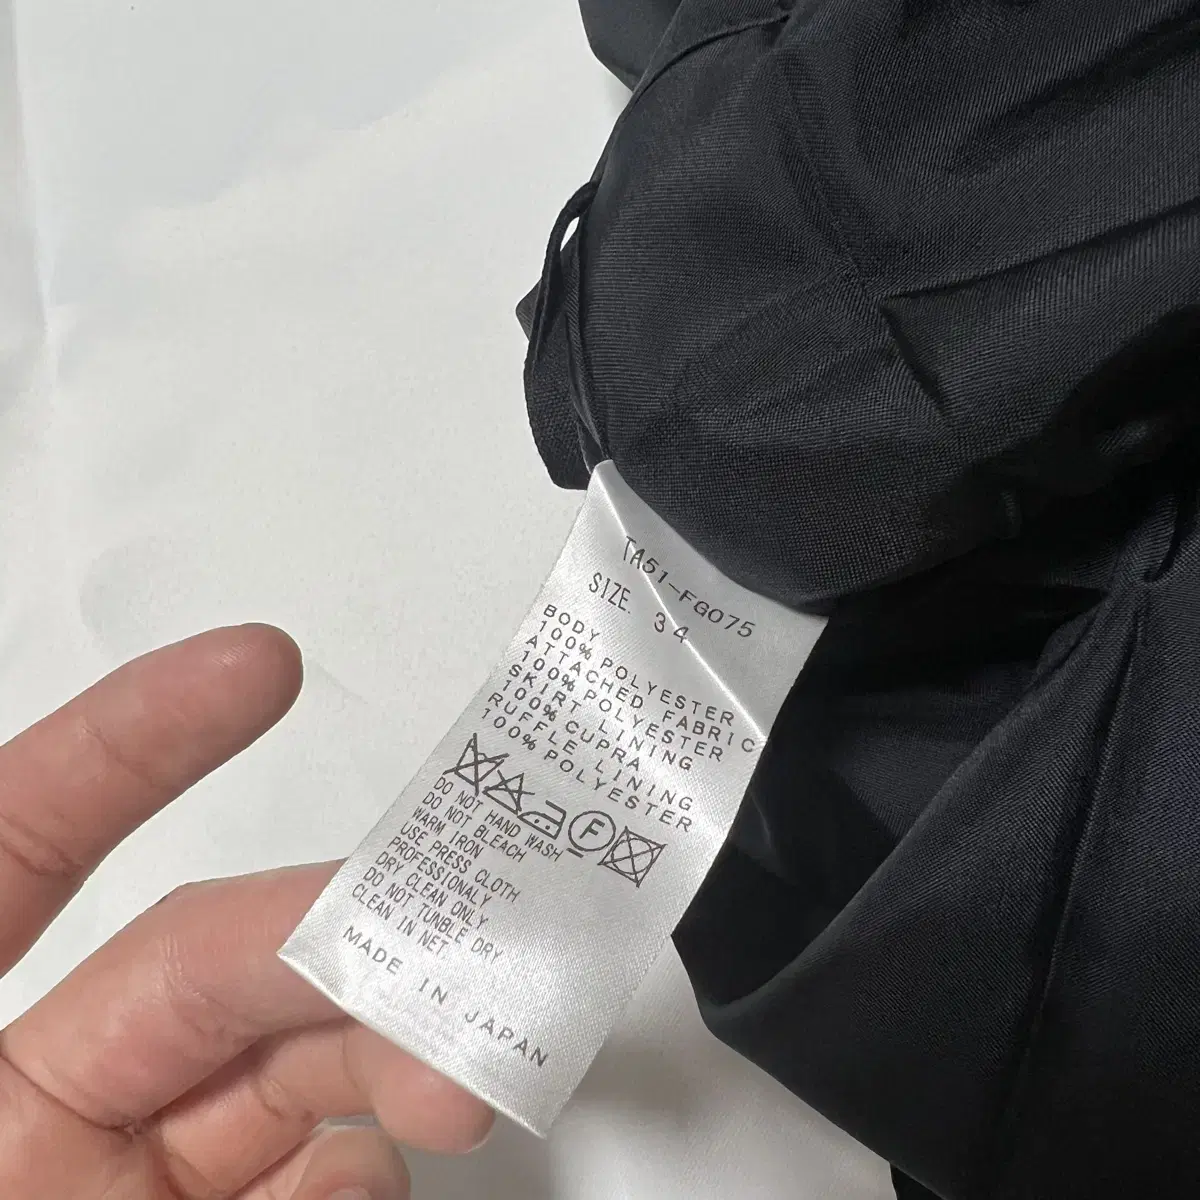 TA51-FG075
SIZE. 34
BODY
100% POLYESTER
ATTACHED FABRIC
100% POLYESTER
SKIRT LINING
100% CUPRA
RUFFLE LINING
100% POLYESTER
F
DO NOT HAND WASH
DO NOT BLEACH
WARM IRON
USE PRESS CLOTH
PROFESSIONALY
DRY CLEAN ONLY
DO NOT TUNBLE DRY
CLEAN IN NET
MADE IN JAPAN